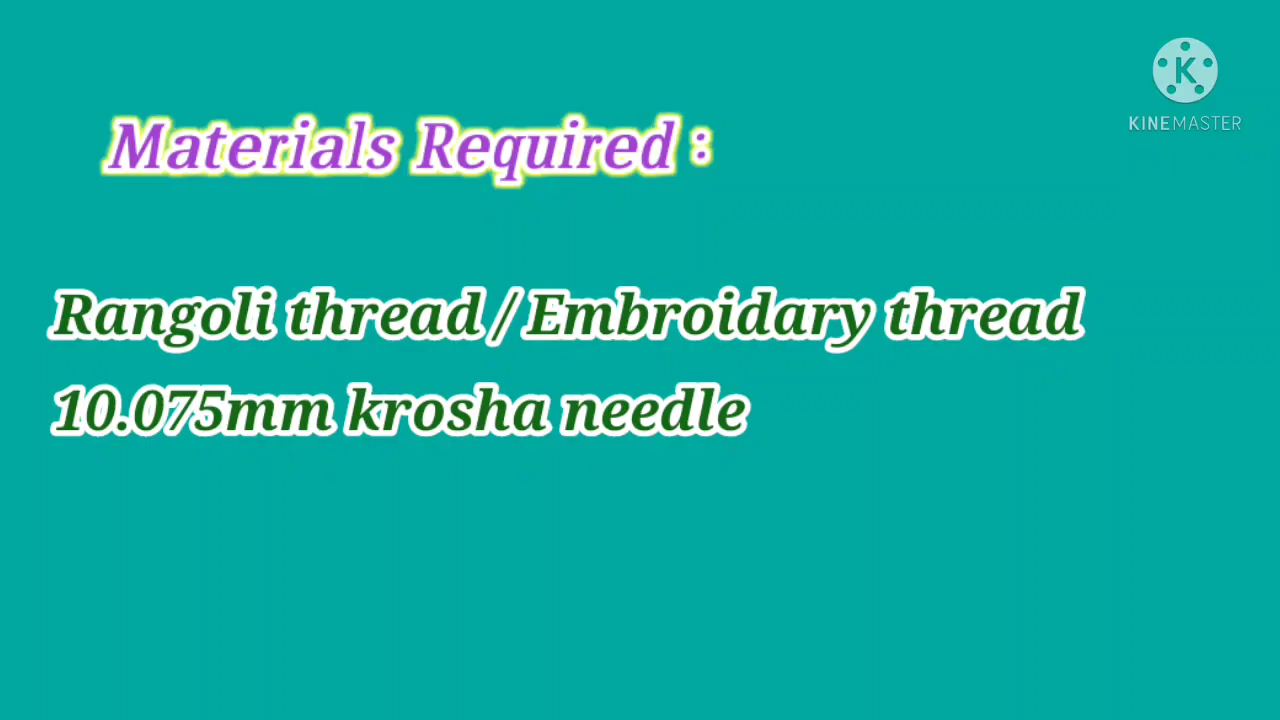 KINEMASTER
Materials Required :
Rangoli thread / Embroidary thread
10.075mm krosha needle